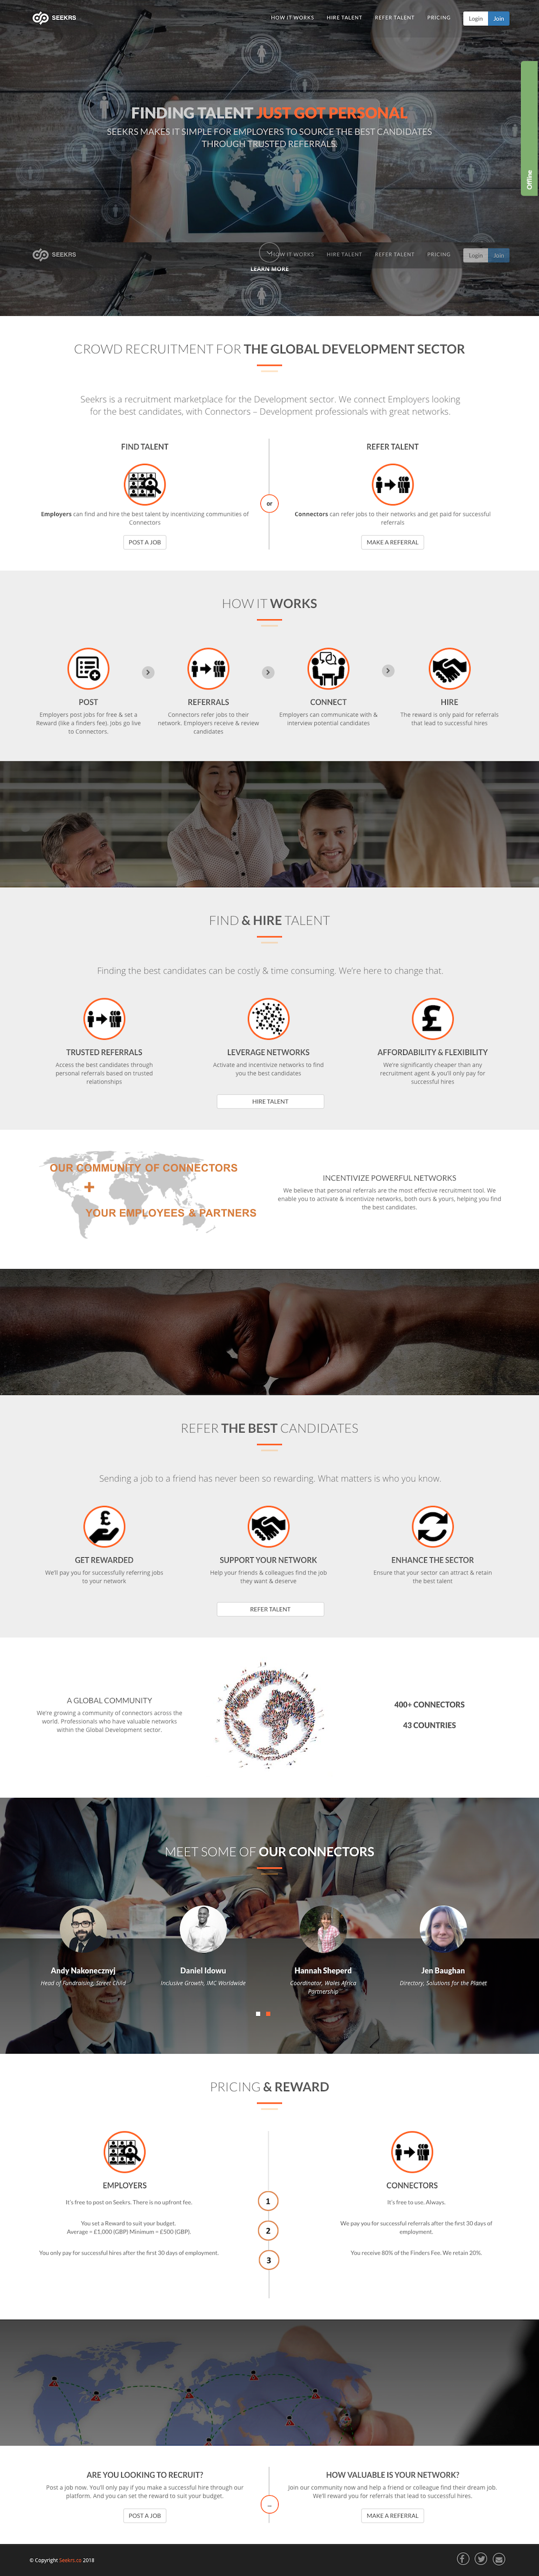 SEEKRS
HOW IT WORKS
HIRE TALENT
REFER TALENT
PRICING
Login
Join
Offline
FINDING TALENT JUST GOT PERSONAL
SEEKRS MAKES IT SIMPLE FOR EMPLOYERS TO SOURCE THE BEST CANDIDATES
THROUGH TRUSTED REFERRALS.
SEEKRS
HOW IT WORKS
HIRE TALENT
REFER TALENT
PRICING
Login
Join
LEARN MORE
CROWD RECRUITMENT FOR THE GLOBAL DEVELOPMENT SECTOR
Seekrs is a recruitment marketplace for the Development sector. We connect Employers looking
for the best candidates, with Connectors – Development professionals with great networks.
FIND TALENT
Employers can find and hire the best talent by incentivizing communities of
Connectors
POST A JOB
or
REFER TALENT
Connectors can refer jobs to their networks and get paid for successful
referrals
MAKE A REFERRAL
HOW IT WORKS
POST
Employers post jobs for free & set a
Reward (like a finders fee). Jobs go live
to Connectors.
REFERRALS
Connectors refer jobs to their
network. Employers receive & review
candidates
CONNECT
Employers can communicate with &
interview potential candidates
HIRE
The reward is only paid for referrals
that lead to successful hires
FIND & HIRE TALENT
Finding the best candidates can be costly & time consuming. We're here to change that.
TRUSTED REFERRALS
Access the best candidates through
personal referrals based on trusted
relationships
LEVERAGE NETWORKS
Activate and incentivize networks to find
you the best candidates
£
AFFORDABILITY & FLEXIBILITY
We're significantly cheaper than any
recruitment agent & you'll only pay for
successful hires
HIRE TALENT
OUR COMMUNITY OF CONNECTORS
+
YOUR EMPLOYEES & PARTNERS
INCENTIVIZE POWERFUL NETWORKS
We believe that personal referrals are the most effective recruitment tool. We
enable you to activate & incentivize networks, both ours & yours, helping you find
the best candidates.
REFER THE BEST CANDIDATES
Sending a job to a friend has never been so rewarding. What matters is who you know.
£
GET REWARDED
We'll pay you for successfully referring jobs
to your network
SUPPORT YOUR NETWORK
Help your friends & colleagues find the job
they want & deserve
ENHANCE THE SECTOR
Ensure that your sector can attract & retain
the best talent
REFER TALENT
A GLOBAL COMMUNITY
We're growing a community of connectors across the
world. Professionals who have valuable networks
within the Global Development sector.
400+ CONNECTORS
43 COUNTRIES
MEET SOME OF OUR CONNECTORS
Andy Nakonecznyj
Head of Fundraising, Street Child
Daniel Idowu
Inclusive Growth, IMC Worldwide
Hannah Sheperd
Coordinator, Wales Africa
Partnership
Jen Baughan
Directory, Solutions for the Planet
PRICING & REWARD
EMPLOYERS
It's free to post on Seekrs. There is no upfront fee.
You set a Reward to suit your budget.
Average = £1,000 (GBP) Minimum = £500 (GBP).
You only pay for successful hires after the first 30 days of employment.
1
2
3
CONNECTORS
It's free to use. Always.
We pay you for successful referrals after the first 30 days of
employment.
You receive 80% of the Finders Fee. We retain 20%.
ARE YOU LOOKING TO RECRUIT?
Post a job now. You'll only pay if you make a successful hire through our
platform. And you can set the reward to suit your budget.
POST A JOB
...
HOW VALUABLE IS YOUR NETWORK?
Join our community now and help a friend or colleague find their dream job.
We'll reward you for referrals that lead to successful hires.
MAKE A REFERRAL
© Copyright Seekrs.co 2018